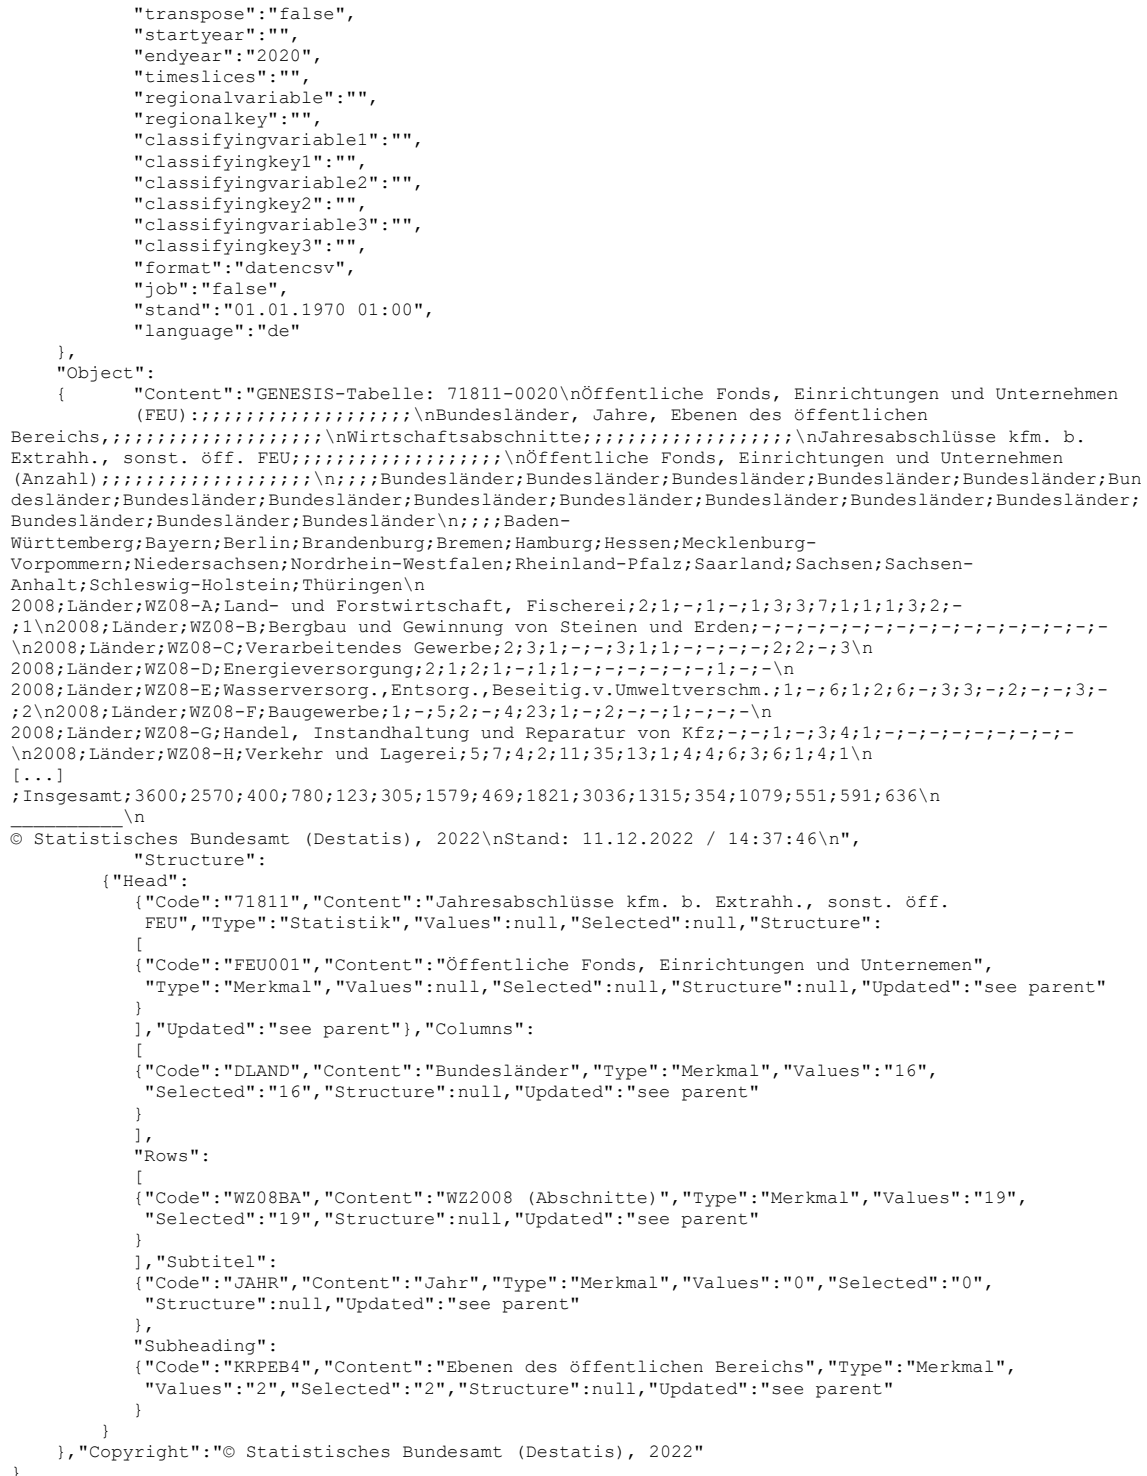 "transpose":"false",
"startyear":"",
"endyear":"2020",
"timeslices":"",
"regionalvariable":"",
"regionalkey":"",
"classifyingvariable1":"",
"classifyingkey1":"",
"classifyingvariable2":"",
"classifyingkey2":"",
"classifyingvariable3":"",
"classifyingkey3":"",
"format":"datencsv",
"job":"false",
"stand":"01.01.1970 01:00",
"language":"de"
},
"Object":
{ "Content":"GENESIS-Tabelle: 71811-0020\nÖffentliche Fonds, Einrichtungen und Unternehmen
(FEU):;;;;;;;;;;;;;;;;;;;\nBundesländer, Jahre, Ebenen des öffentlichen
Bereichs,;;;;;;;;;;;;;;;;;;;\nWirtschaftsabschnitte;;;;;;;;;;;;;;;;;;;\nJahresabschlüsse kfm. b.
Extrahh., sonst. öff. FEU;;;;;;;;;;;;;;;;;;;\nÖffentliche Fonds, Einrichtungen und Unternehmen
(Anzahl);;;;;;;;;;;;;;;;;;;\n;;;;Bundesländer;Bundesländer;Bundesländer;Bundesländer;Bundesländer;Bun
desländer;Bundesländer;Bundesländer;Bundesländer;Bundesländer;Bundesländer;Bundesländer;Bundesländer;
Bundesländer;Bundesländer;Bundesländer\n;;;;Baden-
Württemberg;Bayern;Berlin;Brandenburg;Bremen;Hamburg;Hessen;Mecklenburg-
Vorpommern;Niedersachsen;Nordrhein-Westfalen;Rheinland-Pfalz;Saarland;Sachsen;Sachsen-
Anhalt;Schleswig-Holstein;Thüringen\n
2008;Länder;WZ08-A;Land- und Forstwirtschaft, Fischerei;2;1;-;1;-;1;3;3;7;1;1;1;3;2;-
;1\n2008;Länder;WZ08-B;Bergbau und Gewinnung von Steinen und Erden;-;-;-;-;-;-;-;-;-;-;-;-;-;-;-;-
\n2008;Länder;WZ08-C;Verarbeitendes Gewerbe;2;3;1;-;-;3;1;1;-;-;-;-;2;2;-;3\n
2008;Länder;WZ08-D;Energieversorgung;2;1;2;1;-;1;1;-;-;-;-;-;-;1;-;-\n
2008;Länder;WZ08-E;Wasserversorg.,Entsorg.,Beseitig.v.Umweltverschm.;1;-;6;1;2;6;-;3;3;-;2;-;-;3;-
;2\n2008;Länder;WZ08-F;Baugewerbe;1;-;5;2;-;4;23;1;-;2;-;-;1;-;-;-\n
2008;Länder;WZ08-G;Handel, Instandhaltung und Reparatur von Kfz;-;-;1;-;3;4;1;-;-;-;-;-;-;-;-;-
\n2008;Länder;WZ08-H;Verkehr und Lagerei;5;7;4;2;11;35;13;1;4;4;6;3;6;1;4;1\n
[...]
;Insgesamt;3600;2570;400;780;123;305;1579;469;1821;3036;1315;354;1079;551;591;636\n
__________\n
© Statistisches Bundesamt (Destatis), 2022\nStand: 11.12.2022 / 14:37:46\n",
"Structure":
{"Head":
{"Code":"71811","Content":"Jahresabschlüsse kfm. b. Extrahh., sonst. öff.
FEU","Type":"Statistik","Values":null,"Selected":null,"Structure":
[
{"Code":"FEU001","Content":"Öffentliche Fonds, Einrichtungen und Unternemen",
"Type":"Merkmal","Values":null,"Selected":null,"Structure":null,"Updated":"see parent"
}
],"Updated":"see parent"},"Columns":
[
{"Code":"DLAND","Content":"Bundesländer","Type":"Merkmal","Values":"16",
"Selected":"16","Structure":null,"Updated":"see parent"
}
],
"Rows":
[
{"Code":"WZ08BA","Content":"WZ2008 (Abschnitte)","Type":"Merkmal","Values":"19",
"Selected":"19","Structure":null,"Updated":"see parent"
}
],"Subtitel":
{"Code":"JAHR","Content":"Jahr","Type":"Merkmal","Values":"0","Selected":"0",
"Structure":null,"Updated":"see parent"
},
"Subheading":
{"Code":"KRPEB4","Content":"Ebenen des öffentlichen Bereichs","Type":"Merkmal",
"Values":"2","Selected":"2","Structure":null,"Updated":"see parent"
}
}
},"Copyright":"© Statistisches Bundesamt (Destatis), 2022"
}